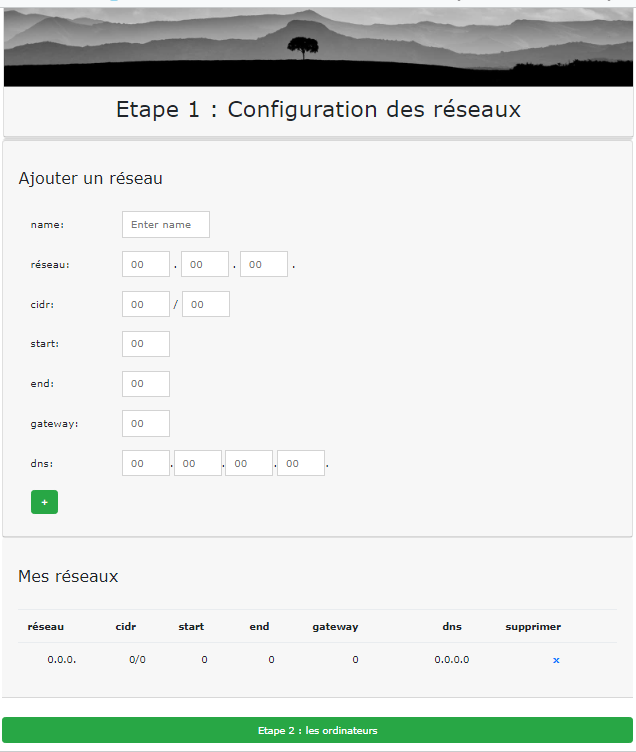 Etape 1 : Configuration des réseaux
Ajouter un réseau
name: Enter name
réseau: 00 . 00 . 00 .
cidr: 00 / 00
start: 00
end: 00
gateway: 00
dns: 00 . 00 . 00 . 00 .
+
Mes réseaux
réseau cidr start end gateway dns supprimer
0.0.0. 0/0 0 0 0 0.0.0.0 x
Etape 2 : les ordinateurs